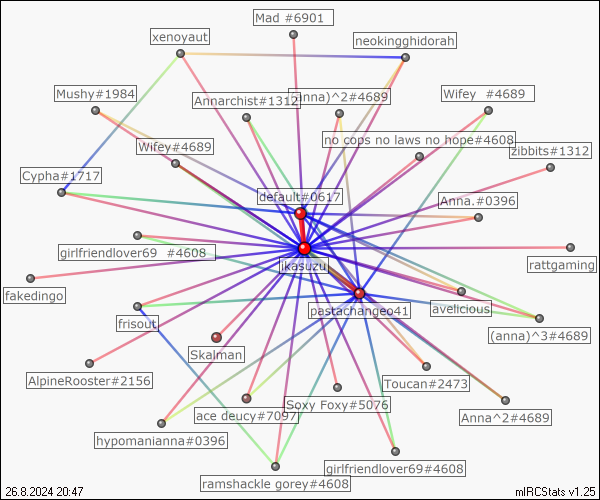 Mad #6901
xenoyaut
neokingghidorah
Mushy#1984
Annarchist#1312
(anna)^2#4689
Wifey  #4689
no cops no laws no hope#4608
Wifey#4689
zibbits#1312
Cypha#1717
default#0617
Anna.#0396
girlfriendlover69  #4608
ikasuzu
rattgaming
fakedingo
pastachangeo41
avelicious
frisout
(anna)^3#4689
Skalman
AlpineRooster#2156
Toucan#2473
Soxy Foxy#5076
ace deucy#7097
Anna^2#4689
hypomanianna#0396
girlfriendlover69#4608
ramshackle gorey#4608
26.8.2024 20:47
mIRCStats v1.25